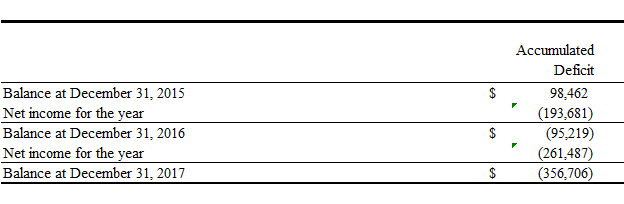 Accumulated
Deficit
Balance at December 31, 2015 $ 98,462
Net income for the year (193,681)
Balance at December 31, 2016 $ (95,219)
Net income for the year (261,487)
Balance at December 31, 2017 $ (356,706)